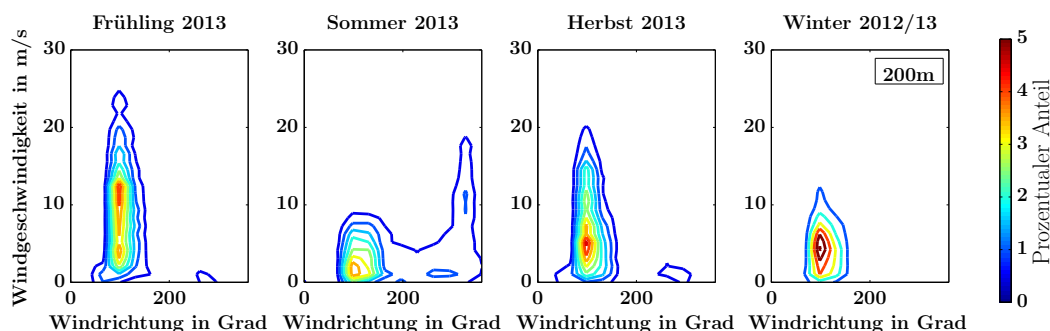 Frühling 2013
Sommer 2013
Herbst 2013
Winter 2012/13
Windgeschwindigkeit in m/s
30
20
10
0
0
200
Windrichtung in Grad
30
20
10
0
0
200
Windrichtung in Grad
30
20
10
0
0
200
Windrichtung in Grad
30
20
10
0
0
200
Windrichtung in Grad
200m
5
4
3
2
1
0
Prozentualer Anteil